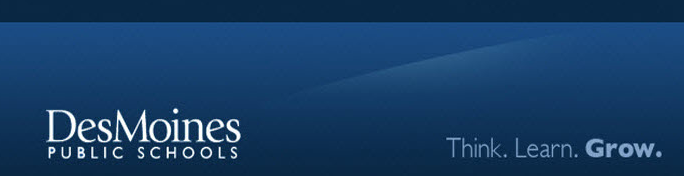 DesMoines
PUBLIC SCHOOLS
Think. Learn. Grow.